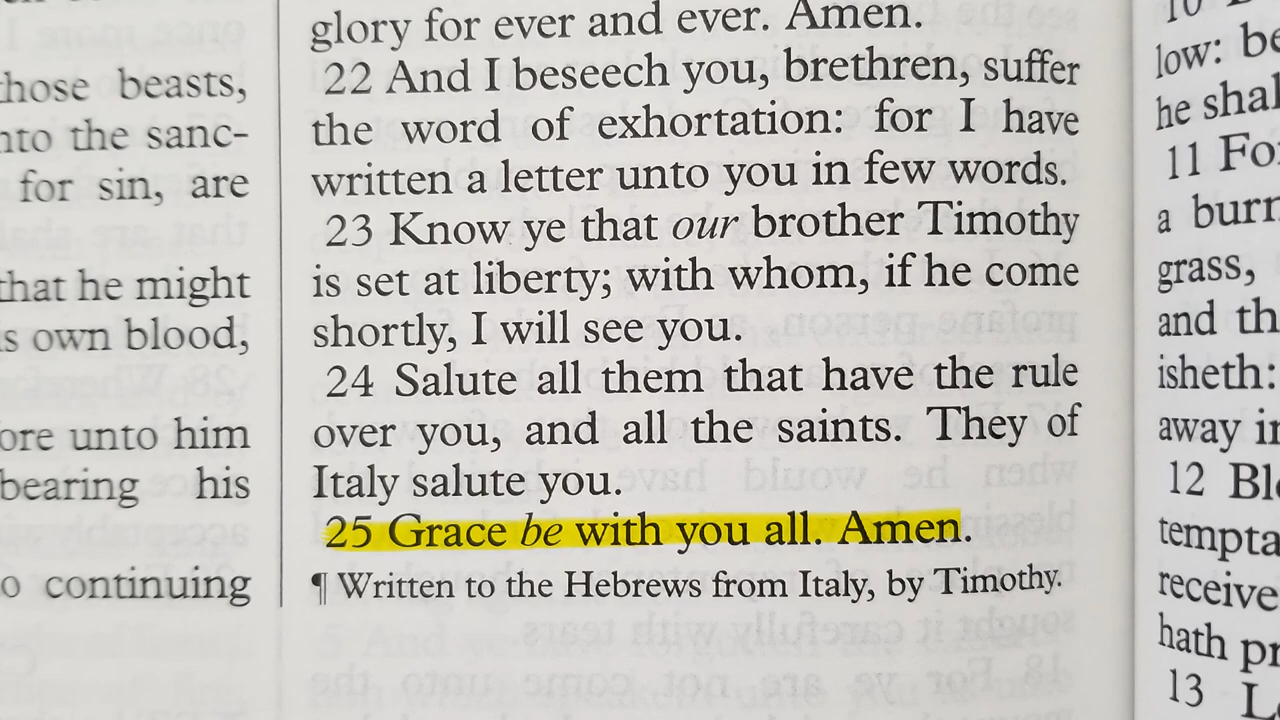 those beasts,
into the sanc-
for sin, are
that he might
is own blood,
unto him
bearing his
continuing
glory for ever and ever. Amen.
22 And I beseech you, brethren, suffer
the word of exhortation: for I have
written a letter unto you in few words.
23 Know ye that our brother Timothy
is set at liberty; with whom, if he come
shortly, I will see you.
24 Salute all them that have the rule
over you, and all the saints. They of
Italy salute you.
25 Grace be with you all. Amen.
¶ Written to the Hebrews from Italy, by Timothy.
10
low: be
he shal
11 Fo
a burn
grass,
and th
isheth:
away in
12 Ble
tempta
receive
hath pr
13